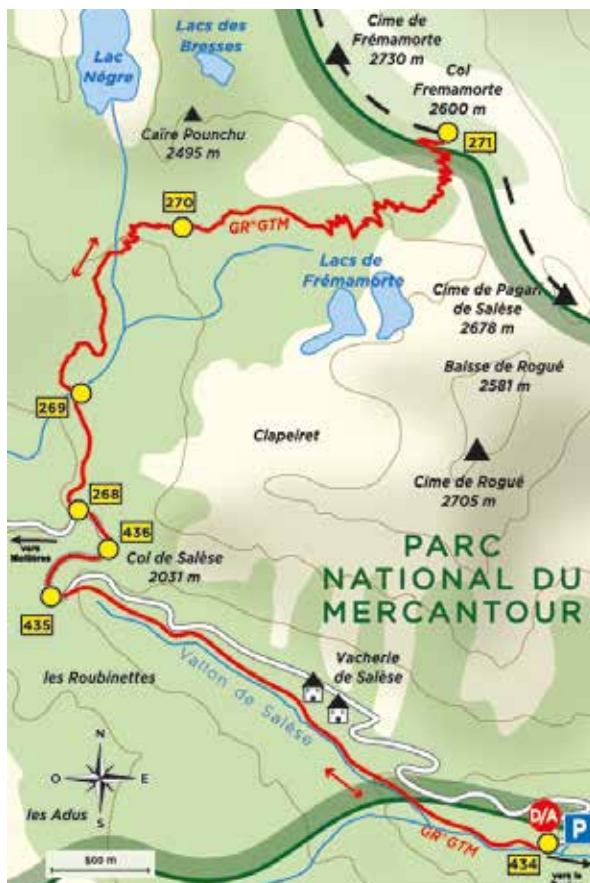 Cime de
Frémamorte
2730 m
Lacs des
Bresses
Lac
Négre
Col
Fremamorte
2600 m
271
Caïre Pounchu
2495 m
270
GR® GTM
Lacs de
Frémamorte
Cime de Pagari
de Salèse
2678 m
Baisse de Rogué
2581 m
269
Clapeiret
Cime de Rogué
2705 m
268
436
vers
Mollières
Col de Salèse
2031 m
PARC
NATIONAL DU
MERCANTOUR
435
Vacherie
de Salèse
les Roubinettes
Vallon de Salèse
N
O
E
S
les Adus
D/A
P
GR® GTM
500 m
434
vers le